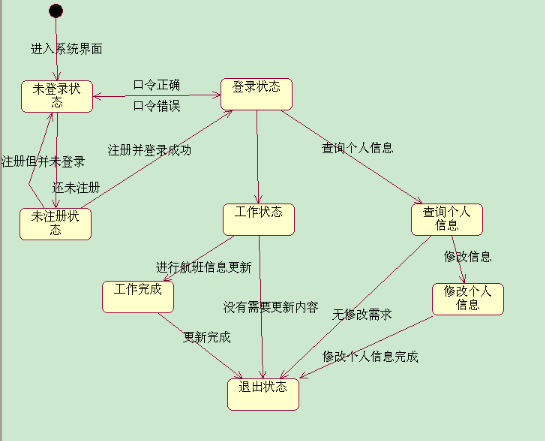 进入系统界面
未登录状
态
口令正确
口令错误
登录状态
注册但并未登录
还未注册
注册并登录成功
查询个人信息
未注册状
态
工作状态
查询个人
信息
进行航班信息更新
修改信息
工作完成
没有需要更新内容
无修改需求
修改个人
信息
更新完成
修改个人信息完成
退出状态